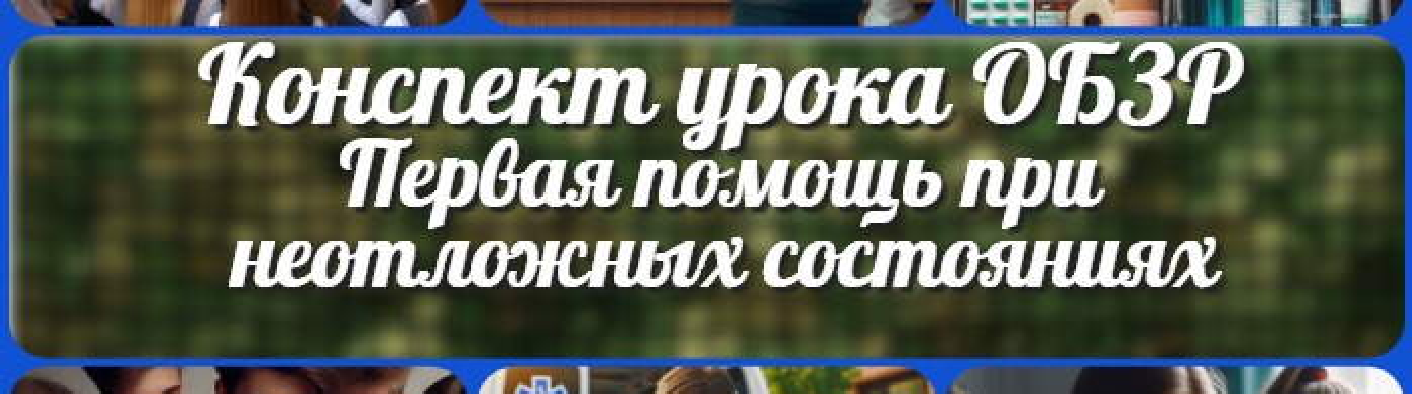 Конспект урока ОБЗР
Первая помощь при
неотложных состояниях